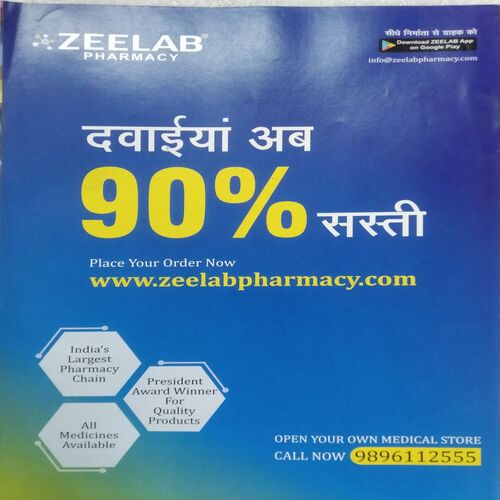 ZEELAB®
PHARMACY
सीधे निर्माता से ग्राहक को
Download ZEELAB App
on Google Play
info@zeelabpharmacy.com
दवाईयां अब
90% सस्ती
Place Your Order Now
www.zeelabpharmacy.com
India's
Largest
Pharmacy
Chain
President
Award Winner
For
Quality
Products
All
Medicines
Available
OPEN YOUR OWN MEDICAL STORE
CALL NOW 9896112555